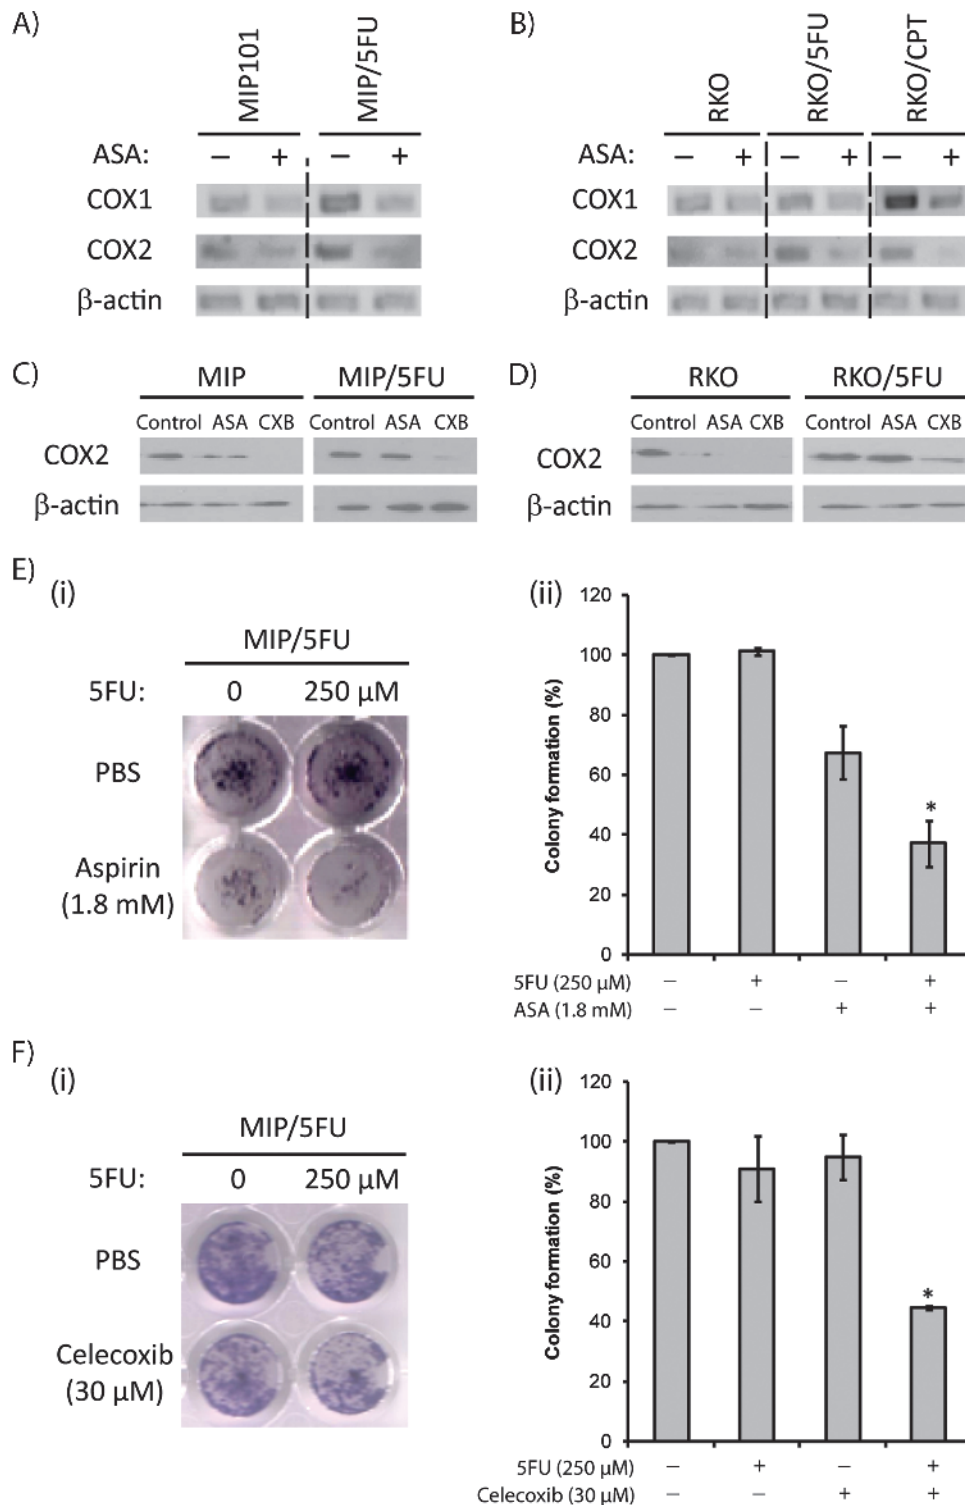 A)
MIP101
MIP/5FU
ASA: − + − +
COX1
COX2
β-actin
B)
RKO
RKO/5FU
RKO/CPT
ASA: − + − + − +
COX1
COX2
β-actin
C)
MIP MIP/5FU
Control ASA CXB Control ASA CXB
COX2
β-actin
D)
RKO RKO/5FU
Control ASA CXB Control ASA CXB
COX2
β-actin
E)
(i)
MIP/5FU
5FU: 0 250 μM
PBS
Aspirin
(1.8 mM)
(ii)
Colony formation (%)
120
100
80
60
40
20
0
*
5FU (250 μM) − + − +
ASA (1.8 mM) − − + +
F)
(i)
MIP/5FU
5FU: 0 250 μM
PBS
Celecoxib
(30 μM)
(ii)
Colony formation (%)
120
100
80
60
40
20
0
*
5FU (250 μM) − + − +
Celecoxib (30 μM) − − + +